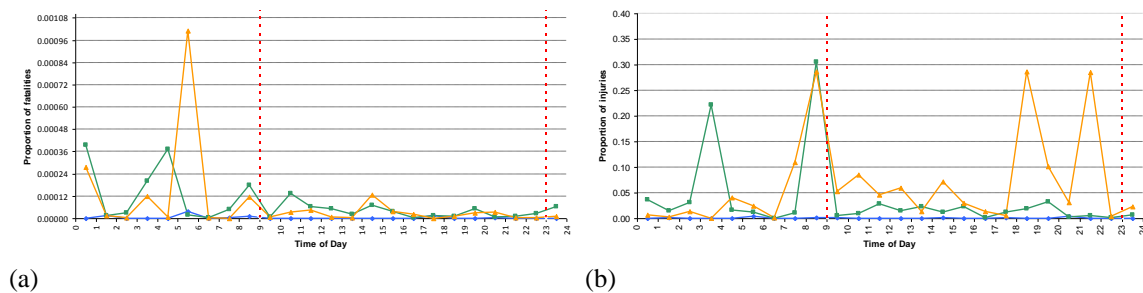 Proportion of fatalities
0.00108
0.00096
0.00084
0.00072
0.00060
0.00048
0.00036
0.00024
0.00012
0.00000
0 1 2 3 4 5 6 7 8 9 10 11 12 13 14 15 16 17 18 19 20 21 22 23 24
Time of Day
(a)
Proportion of injuries
0.40
0.35
0.30
0.25
0.20
0.15
0.10
0.05
0.00
0 1 2 3 4 5 6 7 8 9 10 11 12 13 14 15 16 17 18 19 20 21 22 23 24
Time of Day
(b)